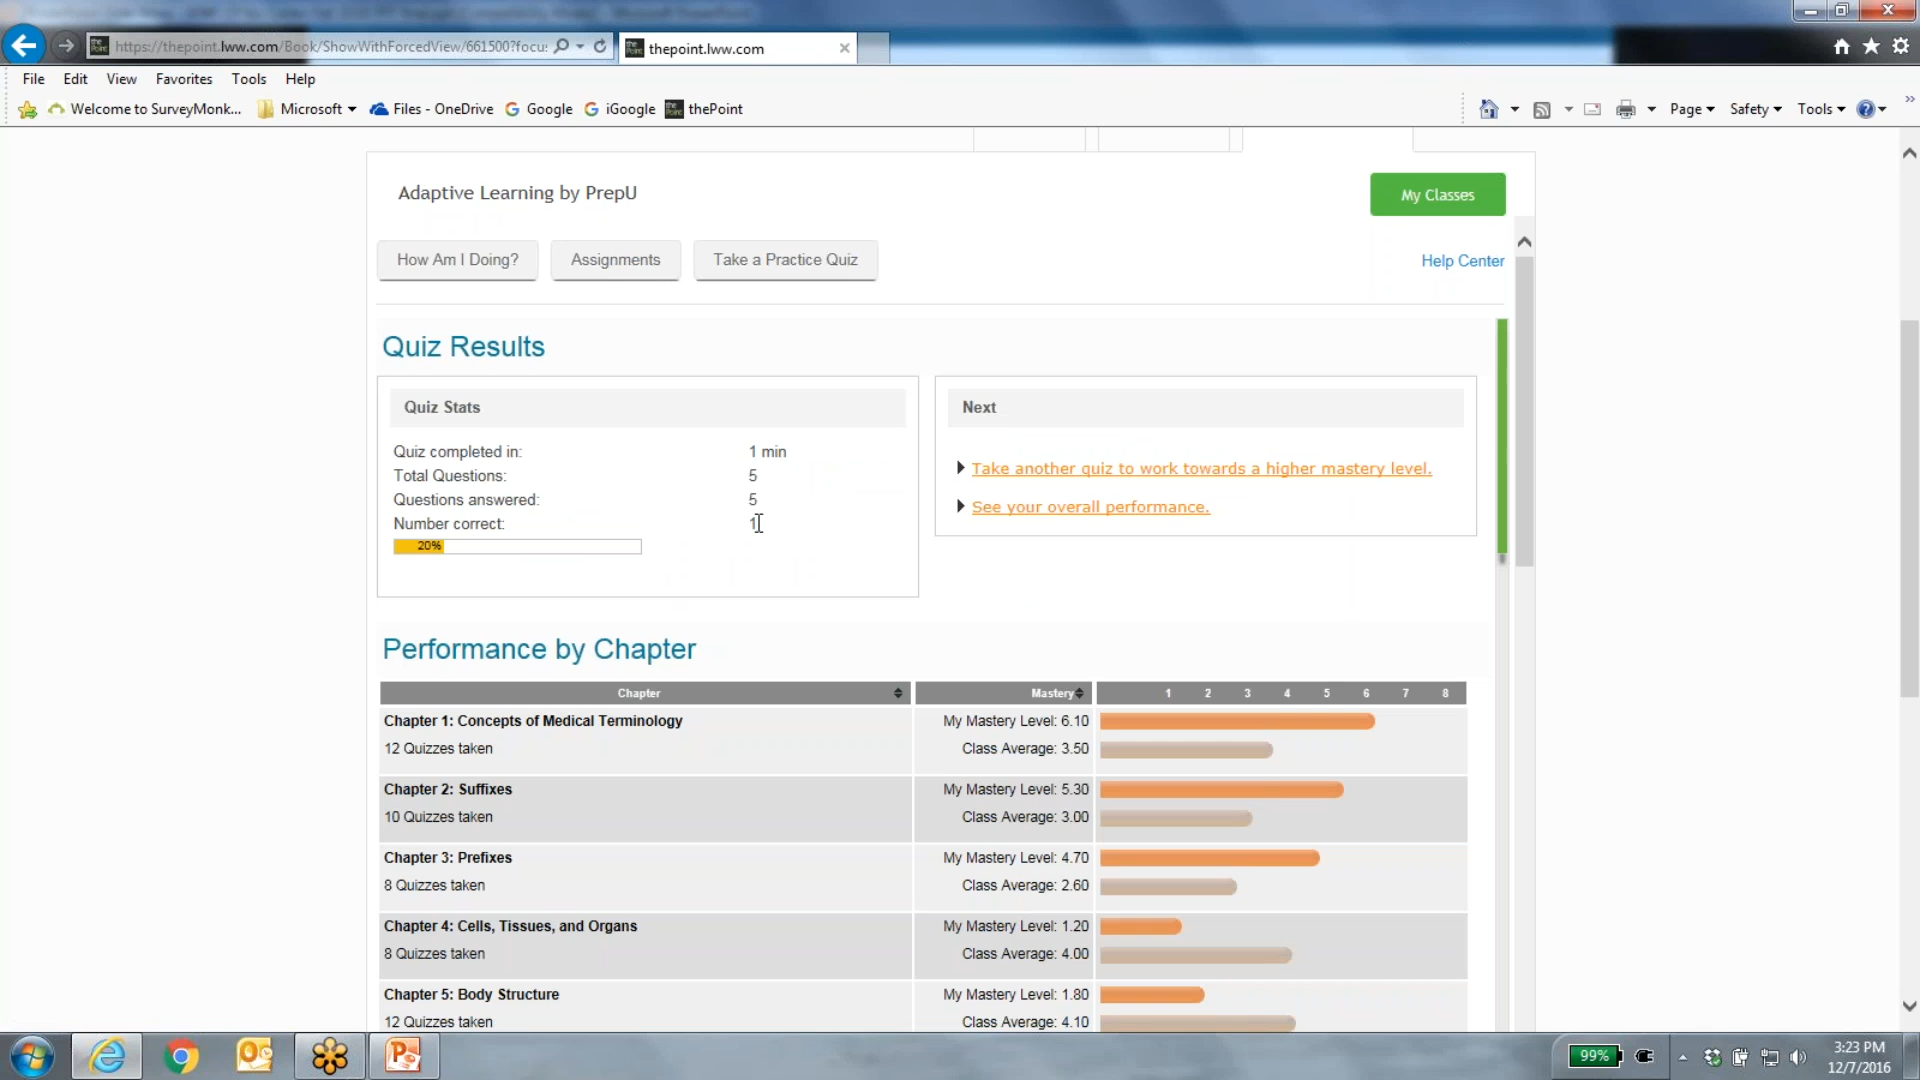 https://thepoint.lww.com/Book/ShowWithForcedView/661500?focu:
thepoint.lww.com
File Edit View Favorites Tools Help
Welcome to SurveyMonk... Microsoft Files - OneDrive Google iGoogle thePoint
Page Safety Tools
Adaptive Learning by PrepU
My Classes
How Am I Doing? Assignments Take a Practice Quiz
Help Center
Quiz Results
Quiz Stats
Quiz completed in: 1 min
Total Questions: 5
Questions answered: 5
Number correct: 1
20%
Next
Take another quiz to work towards a higher mastery level.
See your overall performance.
Performance by Chapter
Chapter Mastery 1 2 3 4 5 6 7 8
Chapter 1: Concepts of Medical Terminology My Mastery Level: 6.10
12 Quizzes taken Class Average: 3.50
Chapter 2: Suffixes My Mastery Level: 5.30
10 Quizzes taken Class Average: 3.00
Chapter 3: Prefixes My Mastery Level: 4.70
8 Quizzes taken Class Average: 2.60
Chapter 4: Cells, Tissues, and Organs My Mastery Level: 1.20
8 Quizzes taken Class Average: 4.00
Chapter 5: Body Structure My Mastery Level: 1.80
12 Quizzes taken Class Average: 4.10
99%
3:23 PM
12/7/2016